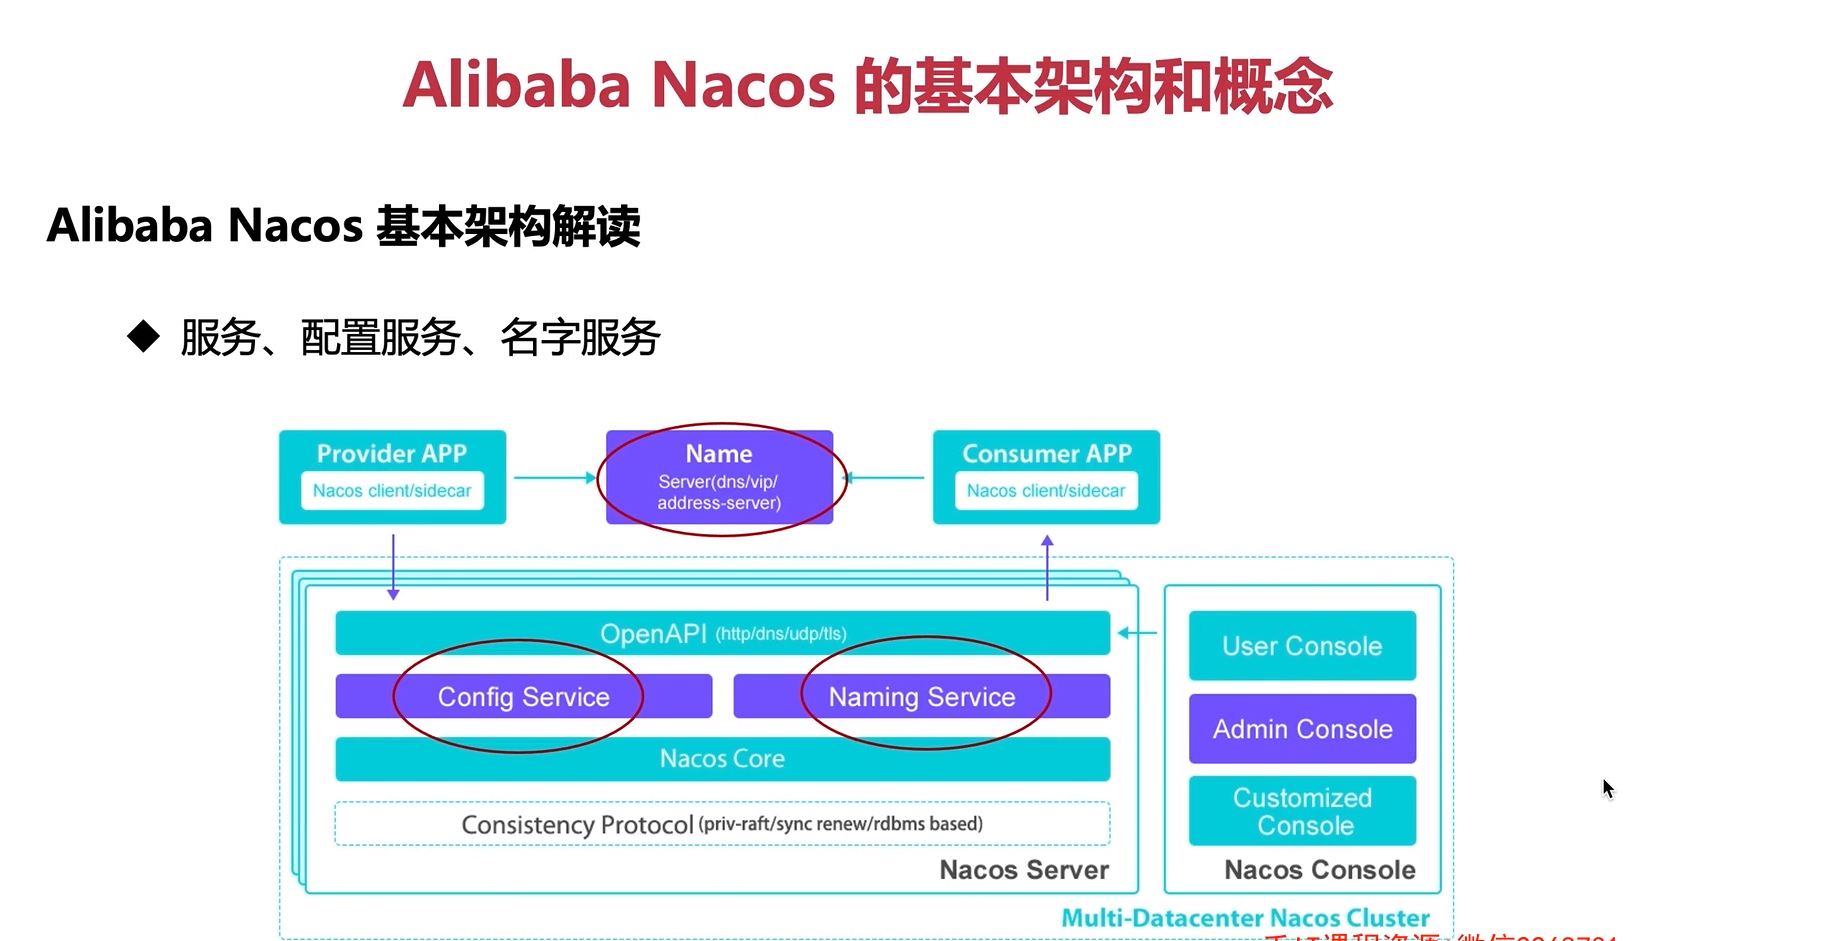 Alibaba Nacos 的基本架构和概念
Alibaba Nacos 基本架构解读
◆ 服务、配置服务、名字服务
Provider APP
Nacos client/sidecar
Name
Server(dns/vip/
address-server)
Consumer APP
Nacos client/sidecar
OpenAPI (http/dns/udp/tls)
Config Service
Naming Service
Nacos Core
Consistency Protocol (priv-raft/sync renew/rdbms based)
Nacos Server
User Console
Admin Console
Customized
Console
Nacos Console
Multi-Datacenter Nacos Cluster